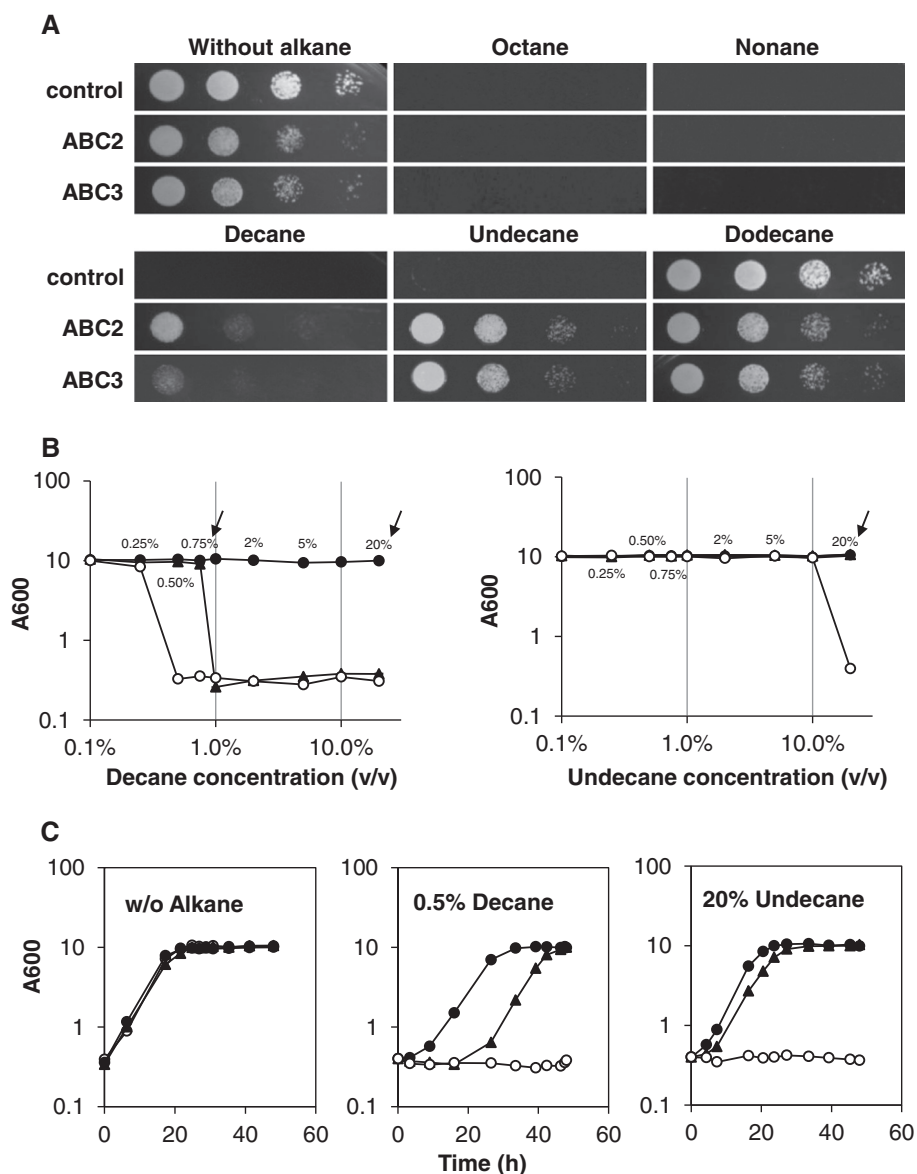 A
Without alkane
Octane
Nonane
control
ABC2
ABC3
Decane
Undecane
Dodecane
control
ABC2
ABC3
B
100
10
1
0.1
A600
0.25%
0.50%
0.75%
2%
5%
20%
0.1%
1.0%
10.0%
Decane concentration (v/v)
100
10
1
0.1
A600
0.25%
0.50%
0.75%
2%
5%
20%
0.1%
1.0%
10.0%
Undecane concentration (v/v)
C
100
10
1
0.1
A600
w/o Alkane
0
20
40
60
100
10
1
0.1
0.5% Decane
0
20
40
60
100
10
1
0.1
20% Undecane
0
20
40
60
Time (h)